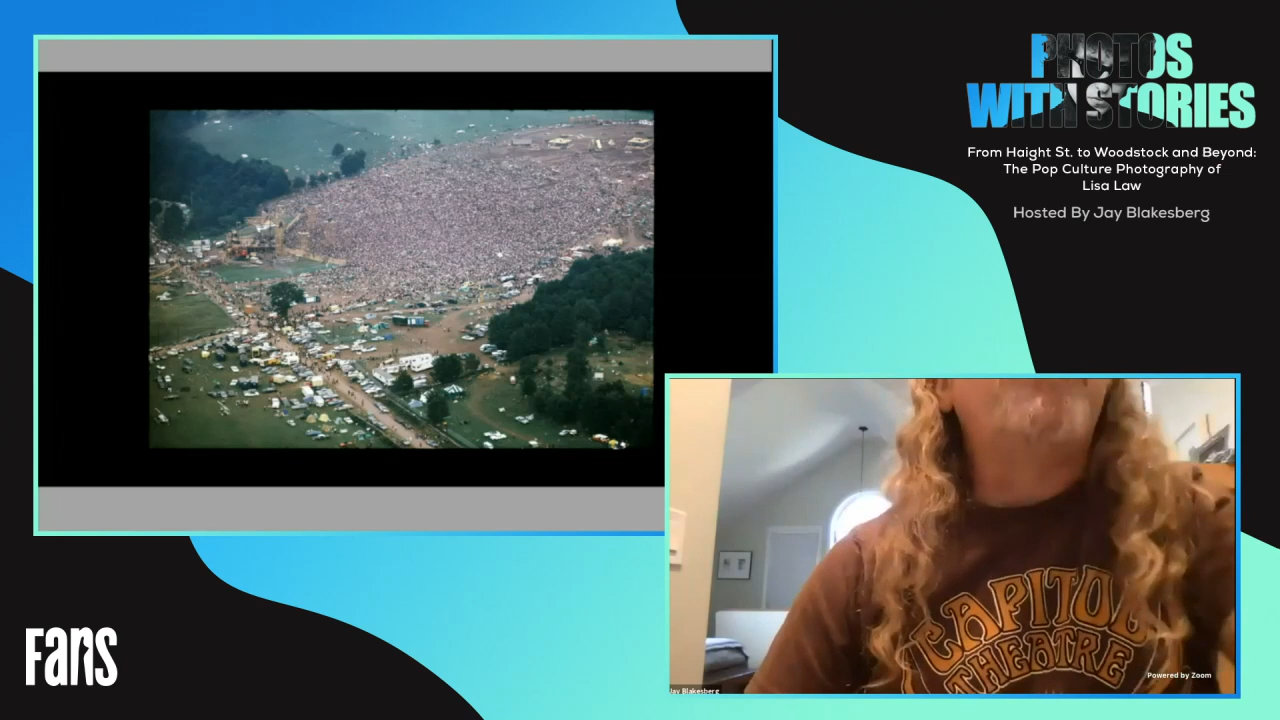 PHOTOS
WITH STORIES
From Haight St. to Woodstock and Beyond:
The Pop Culture Photography of
Lisa Law
Hosted By Jay Blakesberg
CAPITOL
THEATRE
Powered by Zoom
Jay Blakesberg
Fans